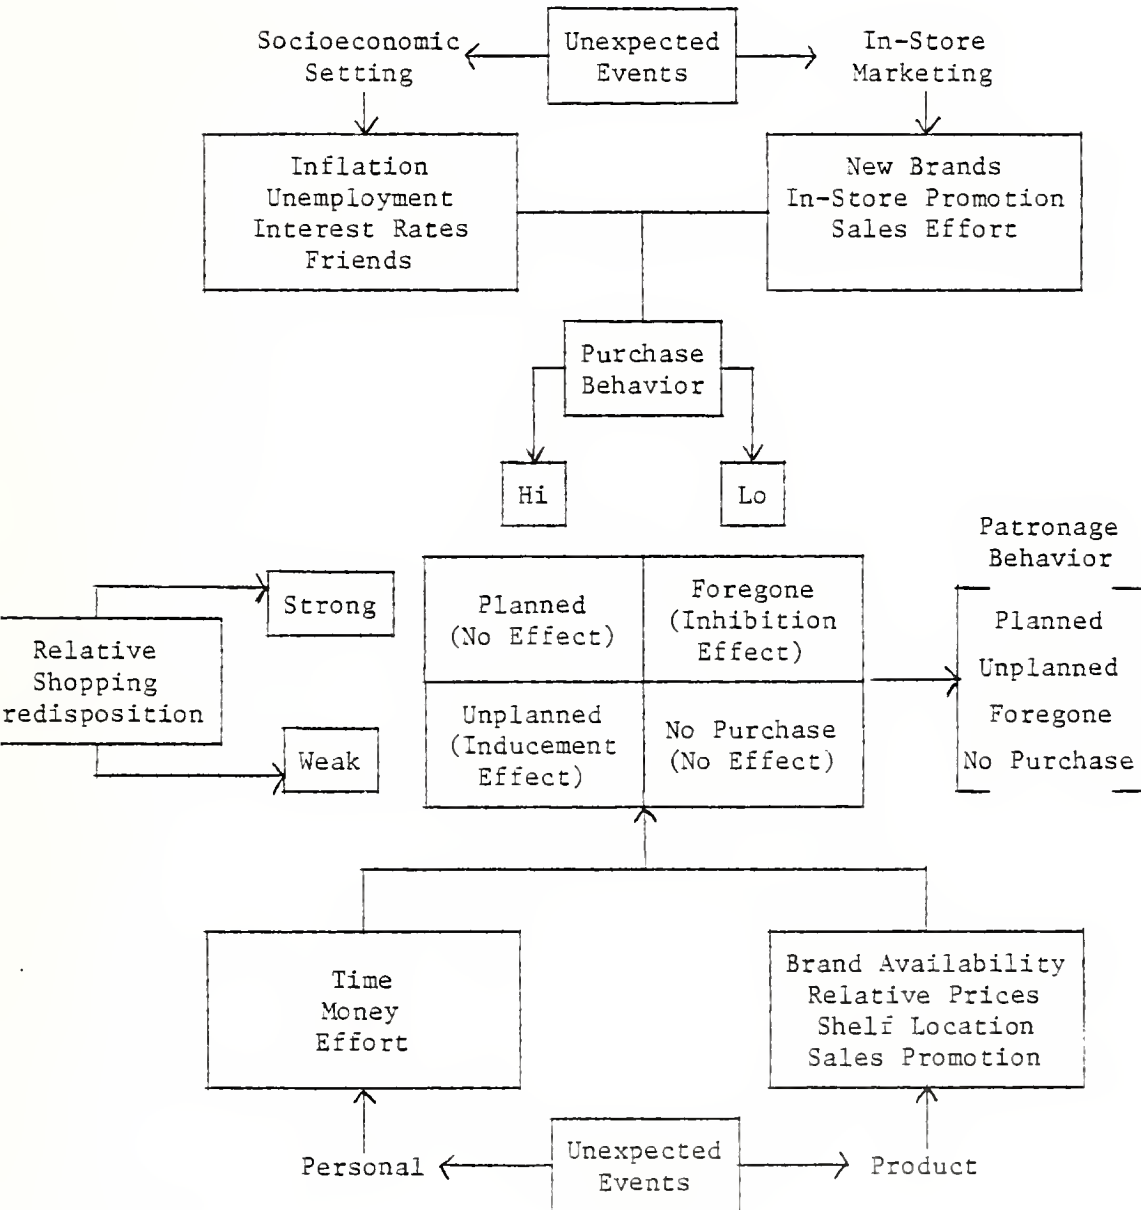 Socioeconomic
Setting
Unexpected
Events
In-Store
Marketing
Inflation
Unemployment
Interest Rates
Friends
New Brands
In-Store Promotion
Sales Effort
Purchase
Behavior
Hi
Lo
Patronage
Behavior
Strong
Relative
Shopping
redisposition
Weak
Planned
(No Effect)
Foregone
(Inhibition
Effect)
Unplanned
(Inducement
Effect)
No Purchase
(No Effect)
Planned
Unplanned
Foregone
No Purchase
Time
Money
Effort
Brand Availability
Relative Prices
Shelf Location
Sales Promotion
Personal
Unexpected
Events
Product